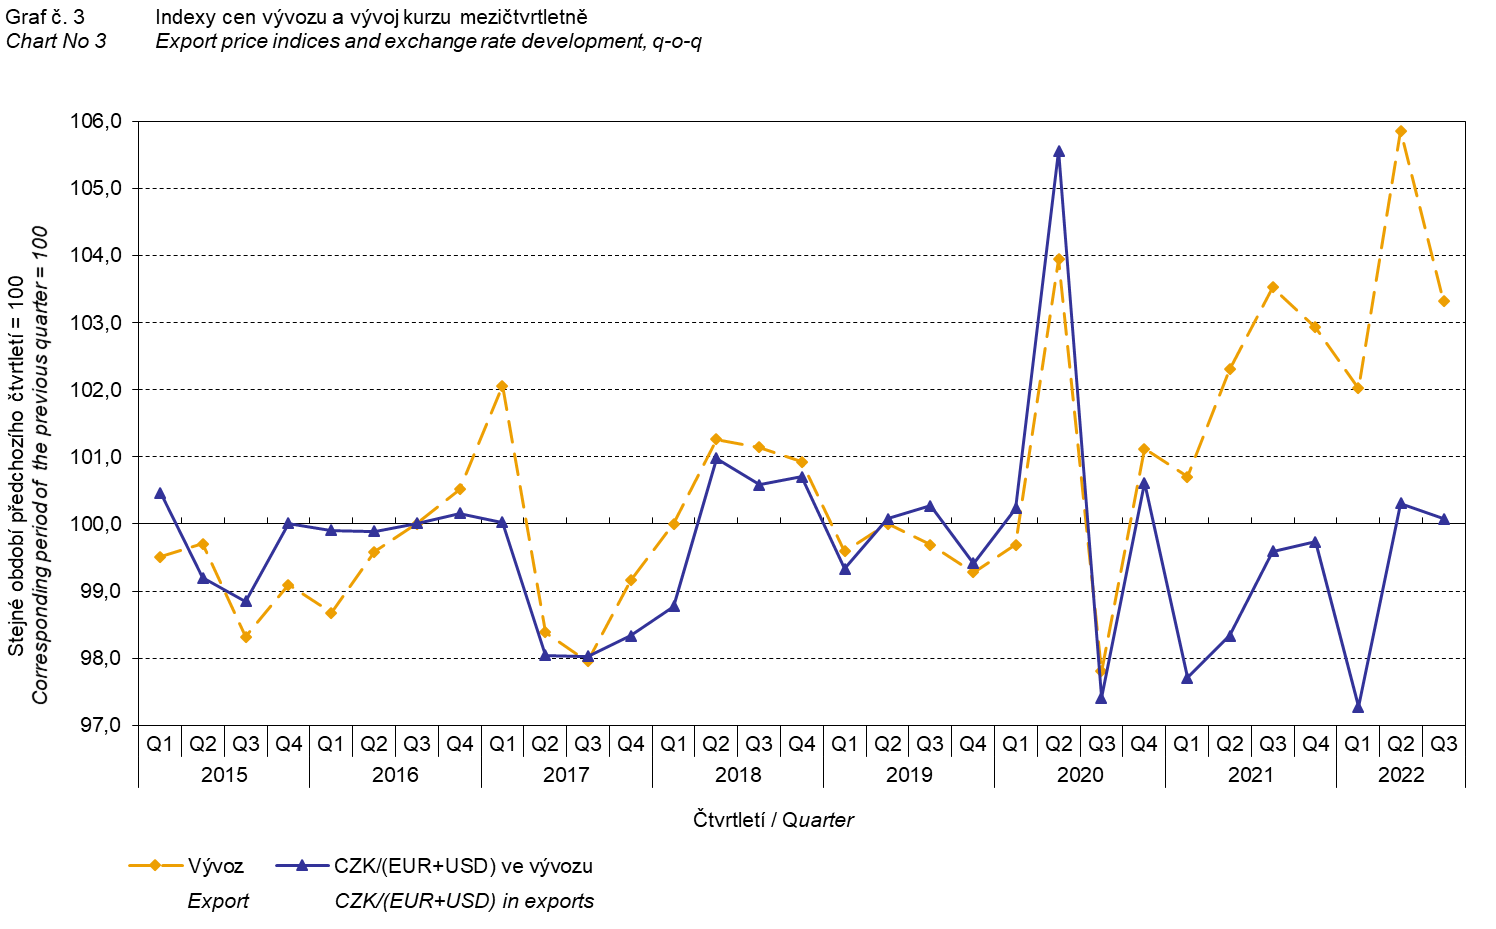 Graf č. 3 Indexy cen vývozu a vývoj kurzu mezičtvrtletně
Chart No 3 Export price indices and exchange rate development, q-o-q
Stejné období předchozího čtvrtletí = 100
Corresponding period of the previous quarter = 100
106,0
105,0
104,0
103,0
102,0
101,0
100,0
99,0
98,0
97,0
Q1 Q2 Q3 Q4 Q1 Q2 Q3 Q4 Q1 Q2 Q3 Q4 Q1 Q2 Q3 Q4 Q1 Q2 Q3 Q4 Q1 Q2 Q3 Q4 Q1 Q2 Q3 Q4 Q1 Q2 Q3
2015 2016 2017 2018 2019 2020 2021 2022
Čtvrtletí / Quarter
Vývoz CZK/(EUR+USD) ve vývozu
Export CZK/(EUR+USD) in exports